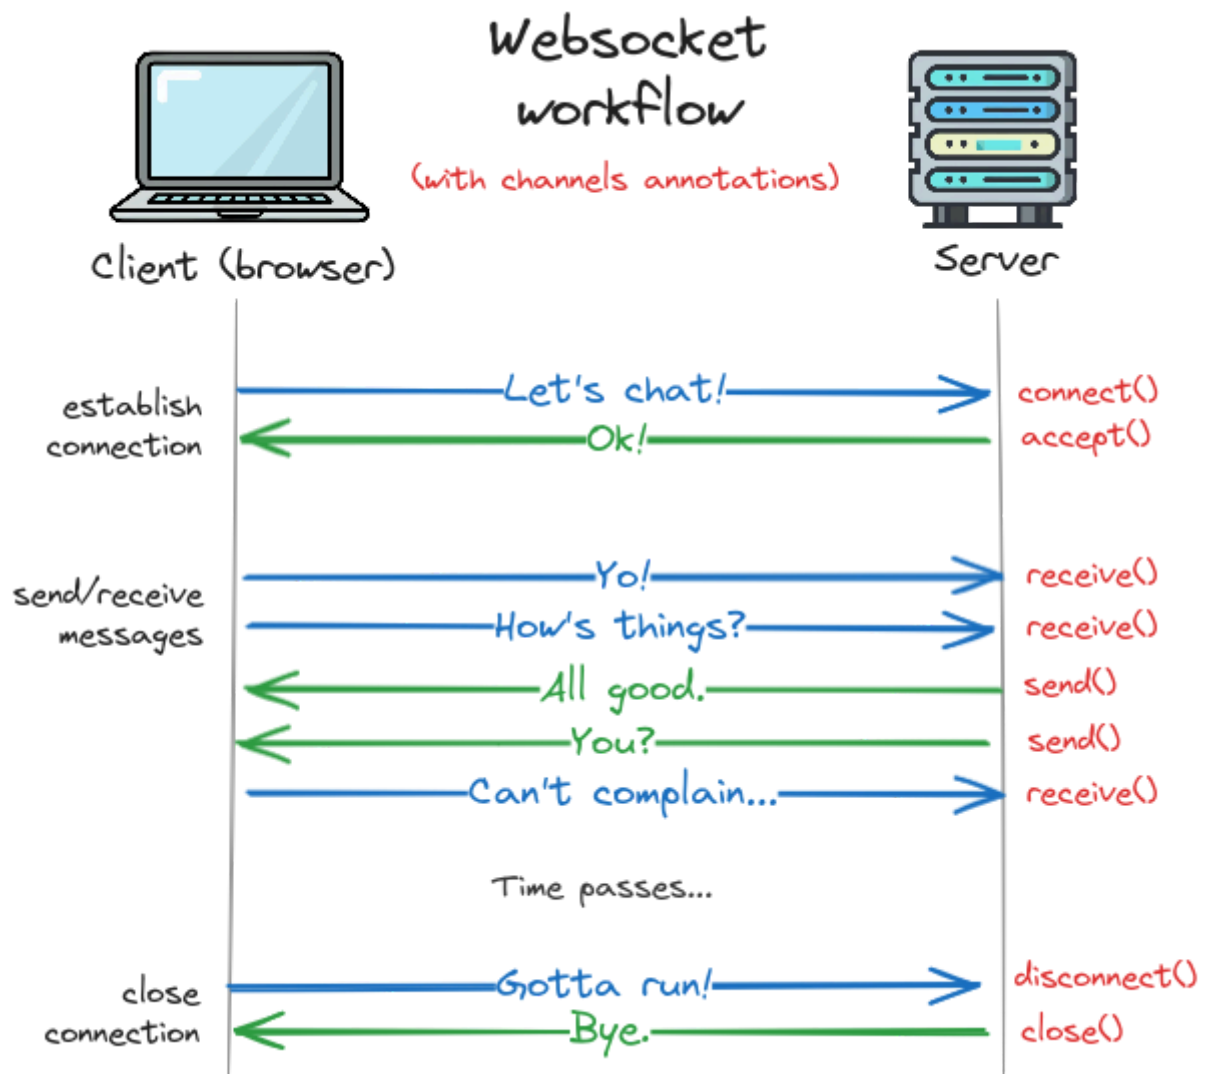 Websocket
workflow
(with channels annotations)
Client (browser)
Server
establish
connection
Let's chat!
connect()
Ok!
accept()
send/receive
messages
Yo!
receive()
How's things?
receive()
All good.
send()
You?
send()
Can't complain...
receive()
Time passes...
close
connection
Gotta run!
disconnect()
Bye.
close()